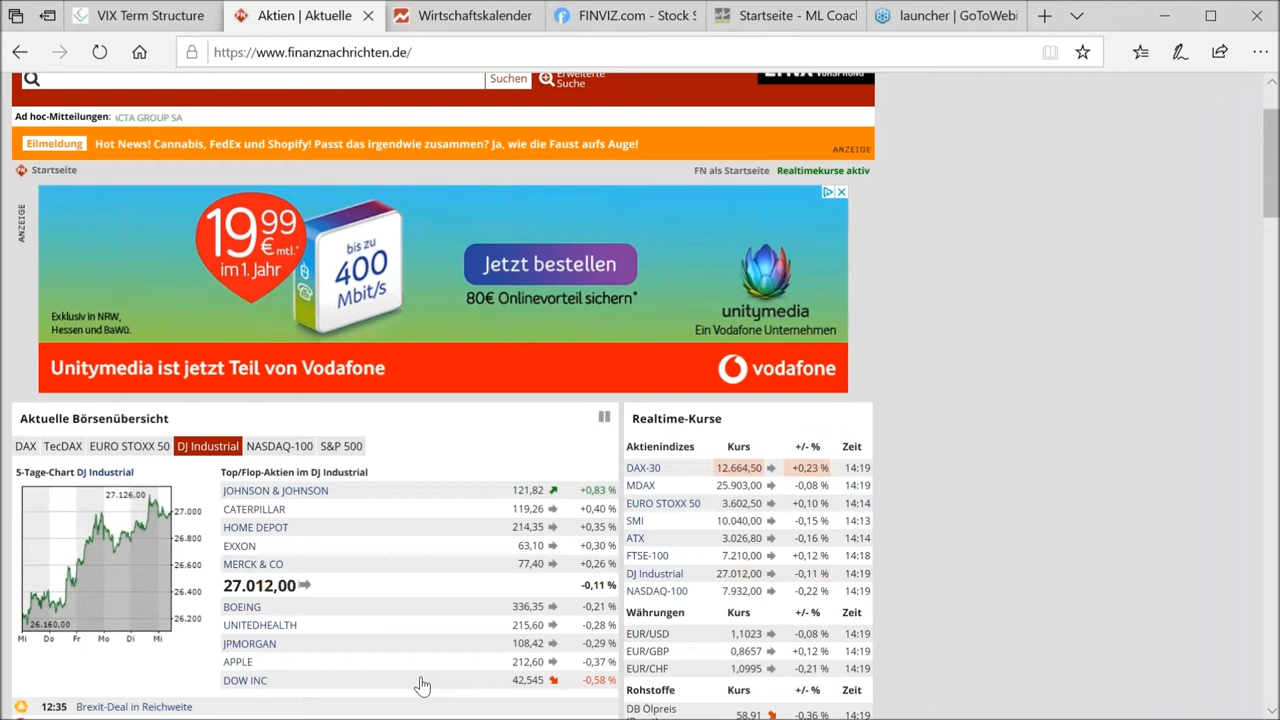 VIX Term Structure
Aktien | Aktuelle
Wirtschaftskalender
FINVIZ.com - Stock S
Startseite - ML Coacl
launcher | GoToWebi
https://www.finanznachrichten.de/
Suchen
Erweiterte
Suche
Ad hoc-Mitteilungen: ACTA GROUP SA
Eilmeldung Hot News! Cannabis, FedEx und Shopify! Passt das irgendwie zusammen? Ja, wie die Faust aufs Auge!
ANZEIGE
Startseite
FN als Startseite Realtimekurse aktiv
ANZEIGE
19,99
€ mtl.*
im 1. Jahr
bis zu
400
Mbit/s
Jetzt bestellen
80€ Onlinevorteil sichern*
Exklusiv in NRW,
Hessen und BaWü.
unitymedia
Ein Vodafone Unternehmen
Unitymedia ist jetzt Teil von Vodafone
vodafone
Aktuelle Börsenübersicht
DAX TecDAX EURO STOXX 50 DJ Industrial NASDAQ-100 S&P 500
5-Tage-Chart DJ Industrial
27.126,00
27.000
26.800
26.600
26.400
26.200
26.160,00
Mi Do Fr Mo Di Mi
Top/Flop-Aktien im DJ Industrial
JOHNSON & JOHNSON 121,82 +0,83 %
CATERPILLAR 119,26 +0,40 %
HOME DEPOT 214,35 +0,35 %
EXXON 63,10 +0,30 %
MERCK & CO 77,40 +0,26 %
27.012,00 -0,11 %
BOEING 336,35 -0,21 %
UNITEDHEALTH 215,60 -0,28 %
JPMORGAN 108,42 -0,29 %
APPLE 212,60 -0,37 %
DOW INC 42,545 -0,58 %
12:35 Brexit-Deal in Reichweite
Realtime-Kurse
Aktienindizes Kurs +/- % Zeit
DAX-30 12.664,50 +0,23 % 14:19
MDAX 25.903,00 -0,08 % 14:19
EURO STOXX 50 3.602,50 +0,10 % 14:14
SMI 10.040,00 -0,15 % 14:13
ATX 3.026,80 -0,16 % 14:14
FTSE-100 7.210,00 +0,12 % 14:18
DJ Industrial 27.012,00 -0,11 % 14:19
NASDAQ-100 7.932,00 -0,22 % 14:19
Währungen Kurs +/- % Zeit
EUR/USD 1,1023 -0,08 % 14:19
EUR/GBP 0,8657 +0,12 % 14:19
EUR/CHF 1,0995 -0,21 % 14:19
Rohstoffe Kurs +/- % Zeit
DB Ölpreis
58,91 -0,36 % 14:19